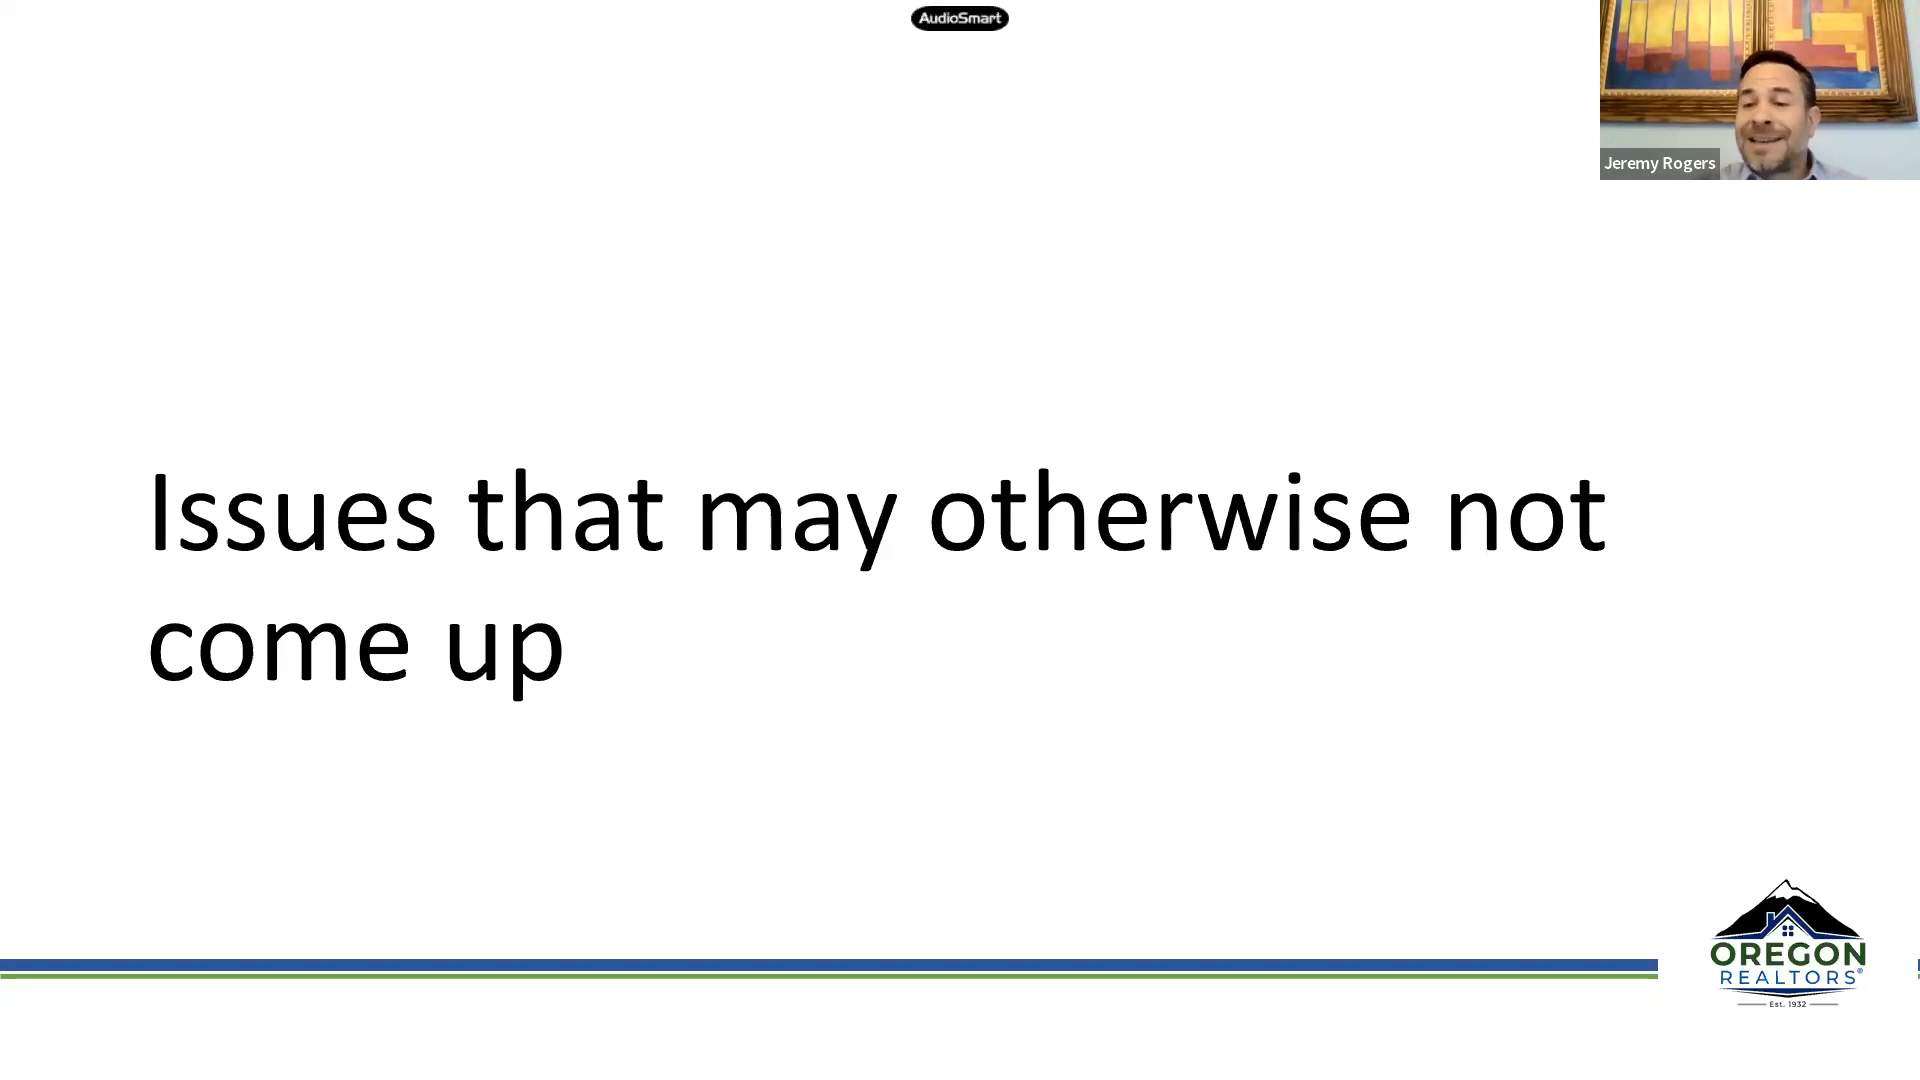 AudioSmart
Jeremy Rogers
Issues that may otherwise not
come up
OREGON
REALTORS®
Est. 1932